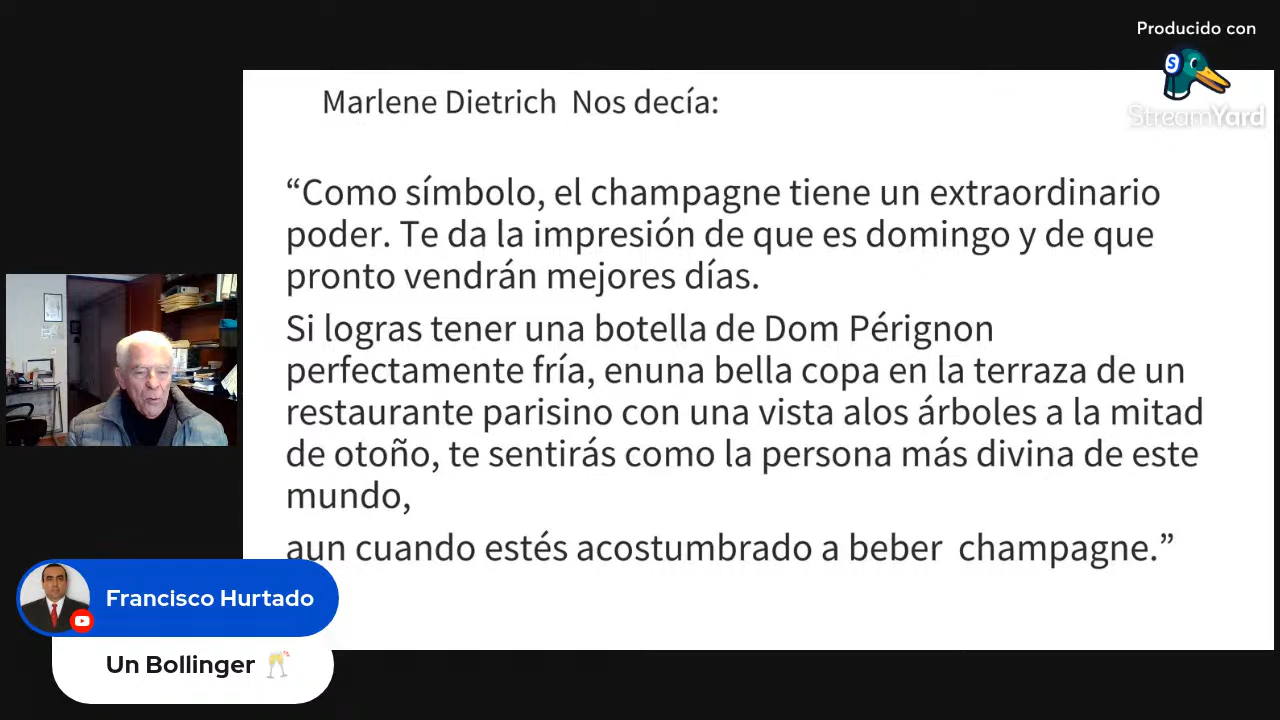 Producido con
StreamYard
Marlene Dietrich  Nos decía:
“Como símbolo, el champagne tiene un extraordinario
poder. Te da la impresión de que es domingo y de que
pronto vendrán mejores días.
Si logras tener una botella de Dom Pérignon
perfectamente fría, enuna bella copa en la terraza de un
restaurante parisino con una vista alos árboles a la mitad
de otoño, te sentirás como la persona más divina de este
mundo,
aun cuando estés acostumbrado a beber  champagne.”
Francisco Hurtado
Un Bollinger 🥂